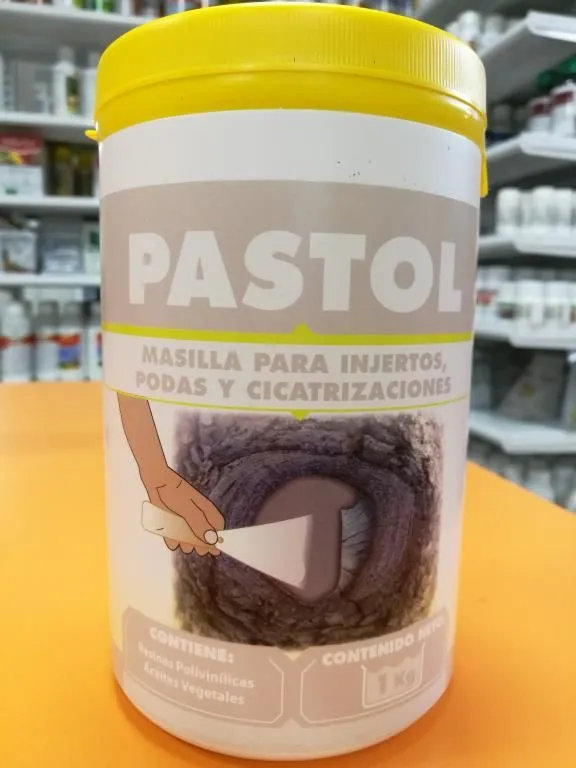 PASTOL
MASILLA PARA INJERTOS,
PODAS Y CICATRIZACIONES
CONTIENE:
Resinas Polivinílicas
Aceites Vegetales
CONTENIDO NETO:
1 Kg